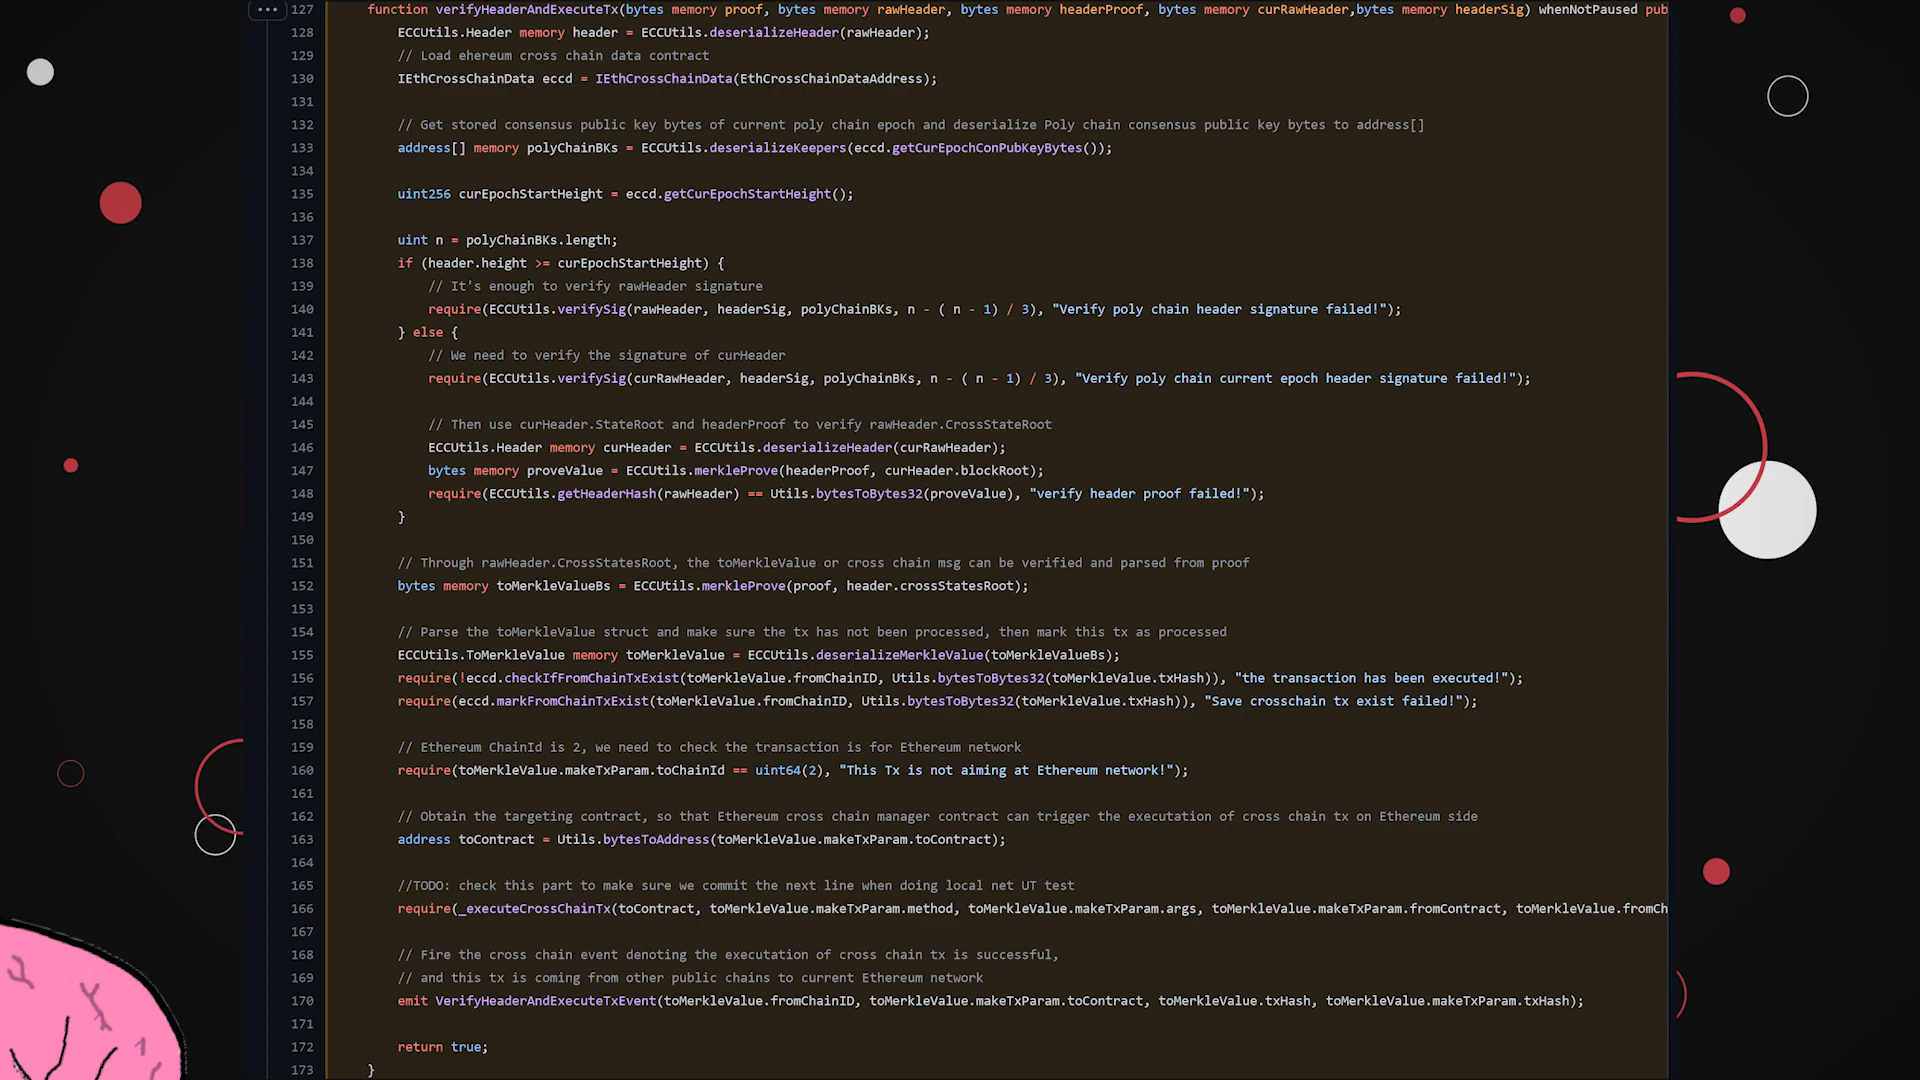 127 function verifyHeaderAndExecuteTx(bytes memory proof, bytes memory rawHeader, bytes memory headerProof, bytes memory curRawHeader,bytes memory headerSig) whenNotPaused pub
128 ECCUtils.Header memory header = ECCUtils.deserializeHeader(rawHeader);
129 // Load ehereum cross chain data contract
130 IEthCrossChainData eccd = IEthCrossChainData(EthCrossChainDataAddress);
131
132 // Get stored consensus public key bytes of current poly chain epoch and deserialize Poly chain consensus public key bytes to address[]
133 address[] memory polyChainBKs = ECCUtils.deserializeKeepers(eccd.getCurEpochConPubKeyBytes());
134
135 uint256 curEpochStartHeight = eccd.getCurEpochStartHeight();
136
137 uint n = polyChainBKs.length;
138 if (header.height >= curEpochStartHeight) {
139 // It's enough to verify rawHeader signature
140 require(ECCUtils.verifySig(rawHeader, headerSig, polyChainBKs, n - ( n - 1) / 3), "Verify poly chain header signature failed!");
141 } else {
142 // We need to verify the signature of curHeader
143 require(ECCUtils.verifySig(curRawHeader, headerSig, polyChainBKs, n - ( n - 1) / 3), "Verify poly chain current epoch header signature failed!");
144
145 // Then use curHeader.StateRoot and headerProof to verify rawHeader.CrossStateRoot
146 ECCUtils.Header memory curHeader = ECCUtils.deserializeHeader(curRawHeader);
147 bytes memory proveValue = ECCUtils.merkleProve(headerProof, curHeader.blockRoot);
148 require(ECCUtils.getHeaderHash(rawHeader) == Utils.bytesToBytes32(proveValue), "verify header proof failed!");
149 }
150
151 // Through rawHeader.CrossStatesRoot, the toMerkleValue or cross chain msg can be verified and parsed from proof
152 bytes memory toMerkleValueBs = ECCUtils.merkleProve(proof, header.crossStatesRoot);
153
154 // Parse the toMerkleValue struct and make sure the tx has not been processed, then mark this tx as processed
155 ECCUtils.ToMerkleValue memory toMerkleValue = ECCUtils.deserializeMerkleValue(toMerkleValueBs);
156 require(!eccd.checkIfFromChainTxExist(toMerkleValue.fromChainID, Utils.bytesToBytes32(toMerkleValue.txHash)), "the transaction has been executed!");
157 require(eccd.markFromChainTxExist(toMerkleValue.fromChainID, Utils.bytesToBytes32(toMerkleValue.txHash)), "Save crosschain tx exist failed!");
158
159 // Ethereum ChainId is 2, we need to check the transaction is for Ethereum network
160 require(toMerkleValue.makeTxParam.toChainId == uint64(2), "This Tx is not aiming at Ethereum network!");
161
162 // Obtain the targeting contract, so that Ethereum cross chain manager contract can trigger the executation of cross chain tx on Ethereum side
163 address toContract = Utils.bytesToAddress(toMerkleValue.makeTxParam.toContract);
164
165 //TODO: check this part to make sure we commit the next line when doing local net UT test
166 require(_executeCrossChainTx(toContract, toMerkleValue.makeTxParam.method, toMerkleValue.makeTxParam.args, toMerkleValue.makeTxParam.fromContract, toMerkleValue.fromCh
167
168 // Fire the cross chain event denoting the executation of cross chain tx is successful,
169 // and this tx is coming from other public chains to current Ethereum network
170 emit VerifyHeaderAndExecuteTxEvent(toMerkleValue.fromChainID, toMerkleValue.makeTxParam.toContract, toMerkleValue.txHash, toMerkleValue.makeTxParam.txHash);
171
172 return true;
173 }